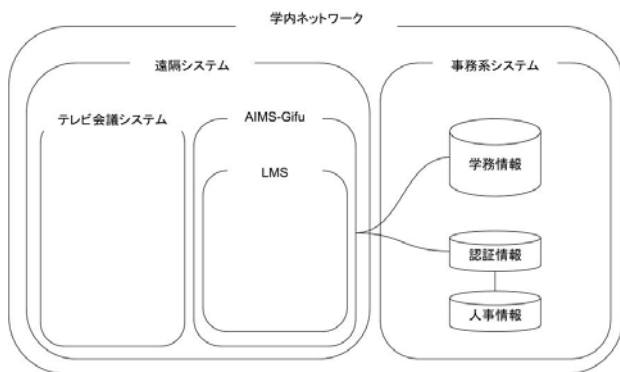 学内ネットワーク
遠隔システム
事務系システム
テレビ会議システム
AIMS-Gifu
LMS
学務情報
認証情報
人事情報